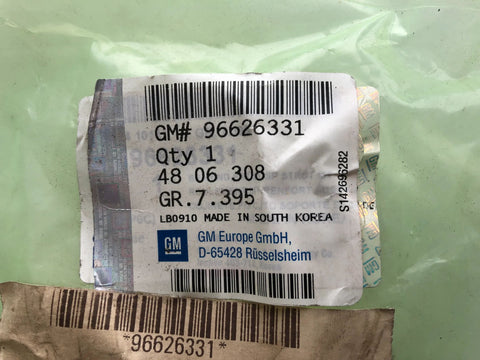 GM# 96626331
Qty 1
48 06 308
GR.7.395
LB0910 MADE IN SOUTH KOREA
S142696282
GM
GM Europe GmbH,
D-65428 Rüsselsheim
*96626331*